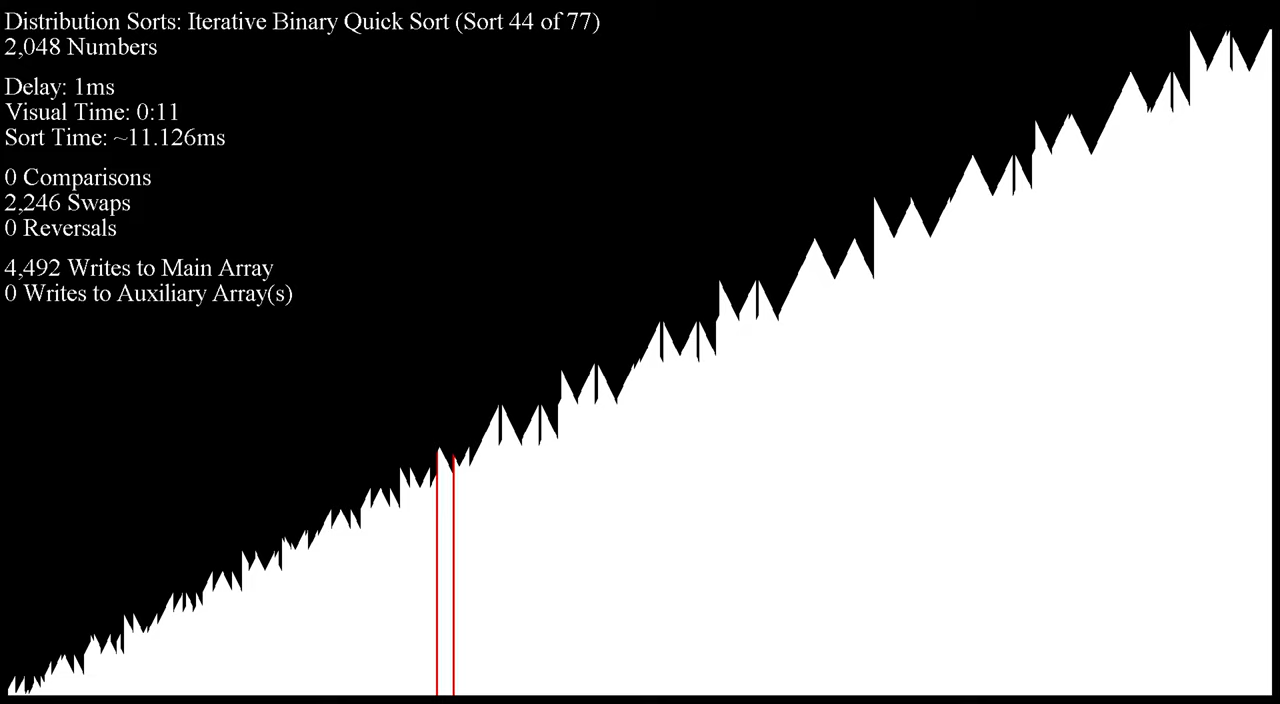 Distribution Sorts: Iterative Binary Quick Sort (Sort 44 of 77)
2,048 Numbers
Delay: 1ms
Visual Time: 0:11
Sort Time: ~11.126ms
0 Comparisons
2,246 Swaps
0 Reversals
4,492 Writes to Main Array
0 Writes to Auxiliary Array(s)